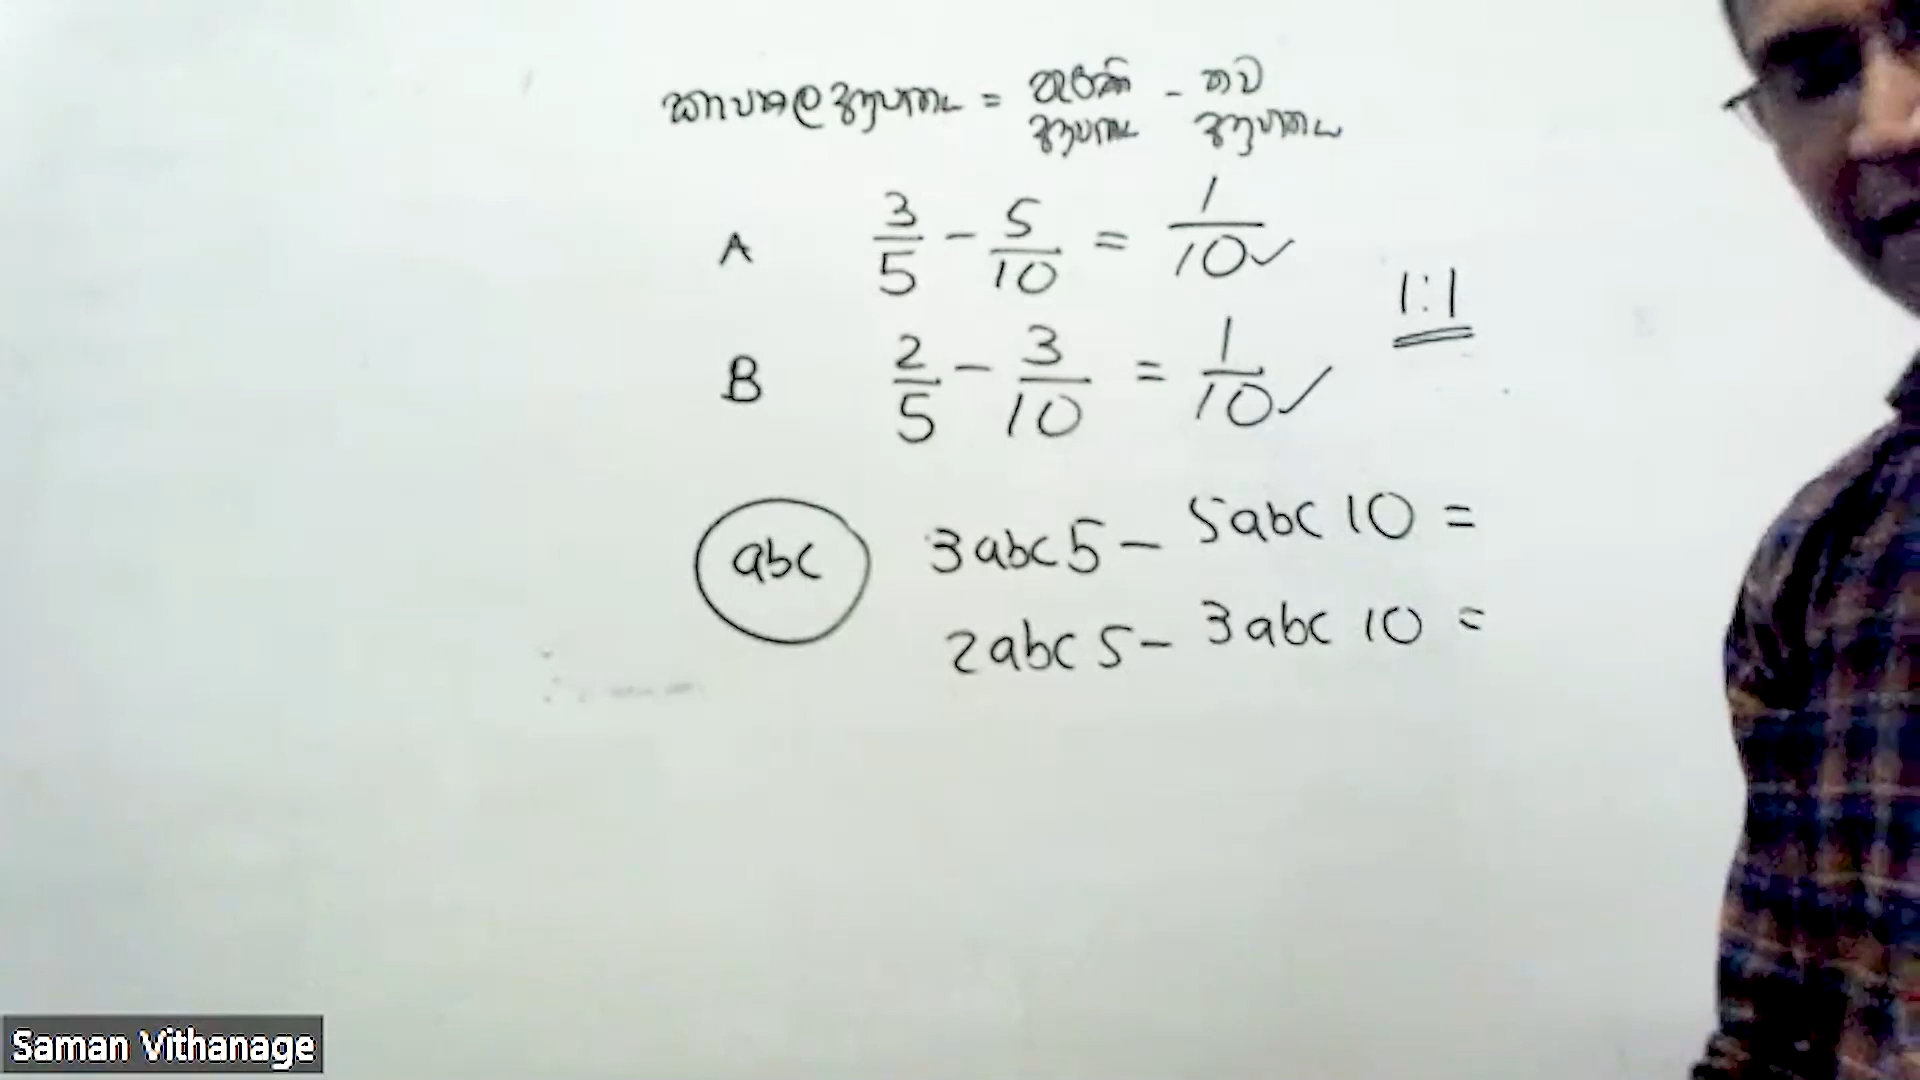 කාපකල අනුපාතය = පැරණි අනුපාතය - නව අනුපාතය
A 3/5 - 5/10 = 1/10 ✓
1:1
B 2/5 - 3/10 = 1/10 ✓
abc 3abc5 - 5abc10 =
2abc5 - 3abc10 =
Saman Vithanage